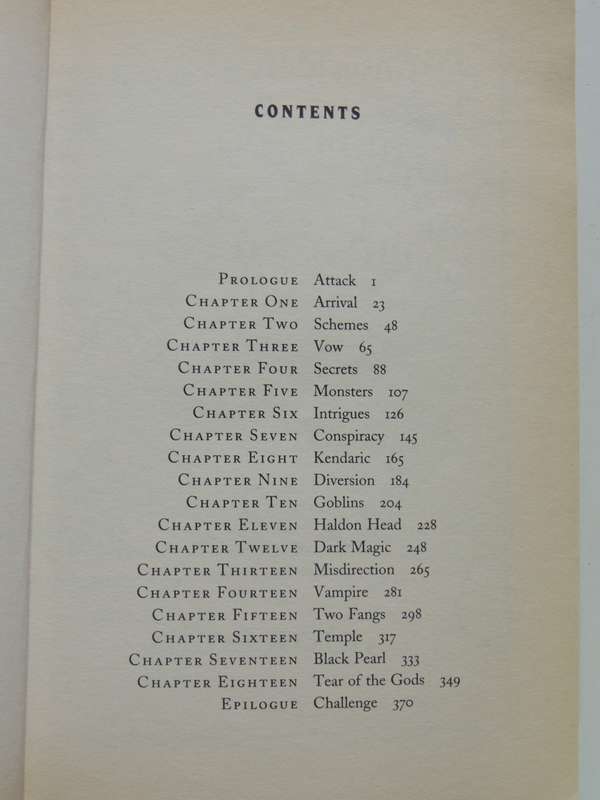 CONTENTS
PROLOGUE Attack 1
CHAPTER ONE Arrival 23
CHAPTER TWO Schemes 48
CHAPTER THREE Vow 65
CHAPTER FOUR Secrets 88
CHAPTER FIVE Monsters 107
CHAPTER SIX Intrigues 126
CHAPTER SEVEN Conspiracy 145
CHAPTER EIGHT Kendaric 165
CHAPTER NINE Diversion 184
CHAPTER TEN Goblins 204
CHAPTER ELEVEN Haldon Head 228
CHAPTER TWELVE Dark Magic 248
CHAPTER THIRTEEN Misdirection 265
CHAPTER FOURTEEN Vampire 281
CHAPTER FIFTEEN Two Fangs 298
CHAPTER SIXTEEN Temple 317
CHAPTER SEVENTEEN Black Pearl 333
CHAPTER EIGHTEEN Tear of the Gods 349
EPILOGUE Challenge 370